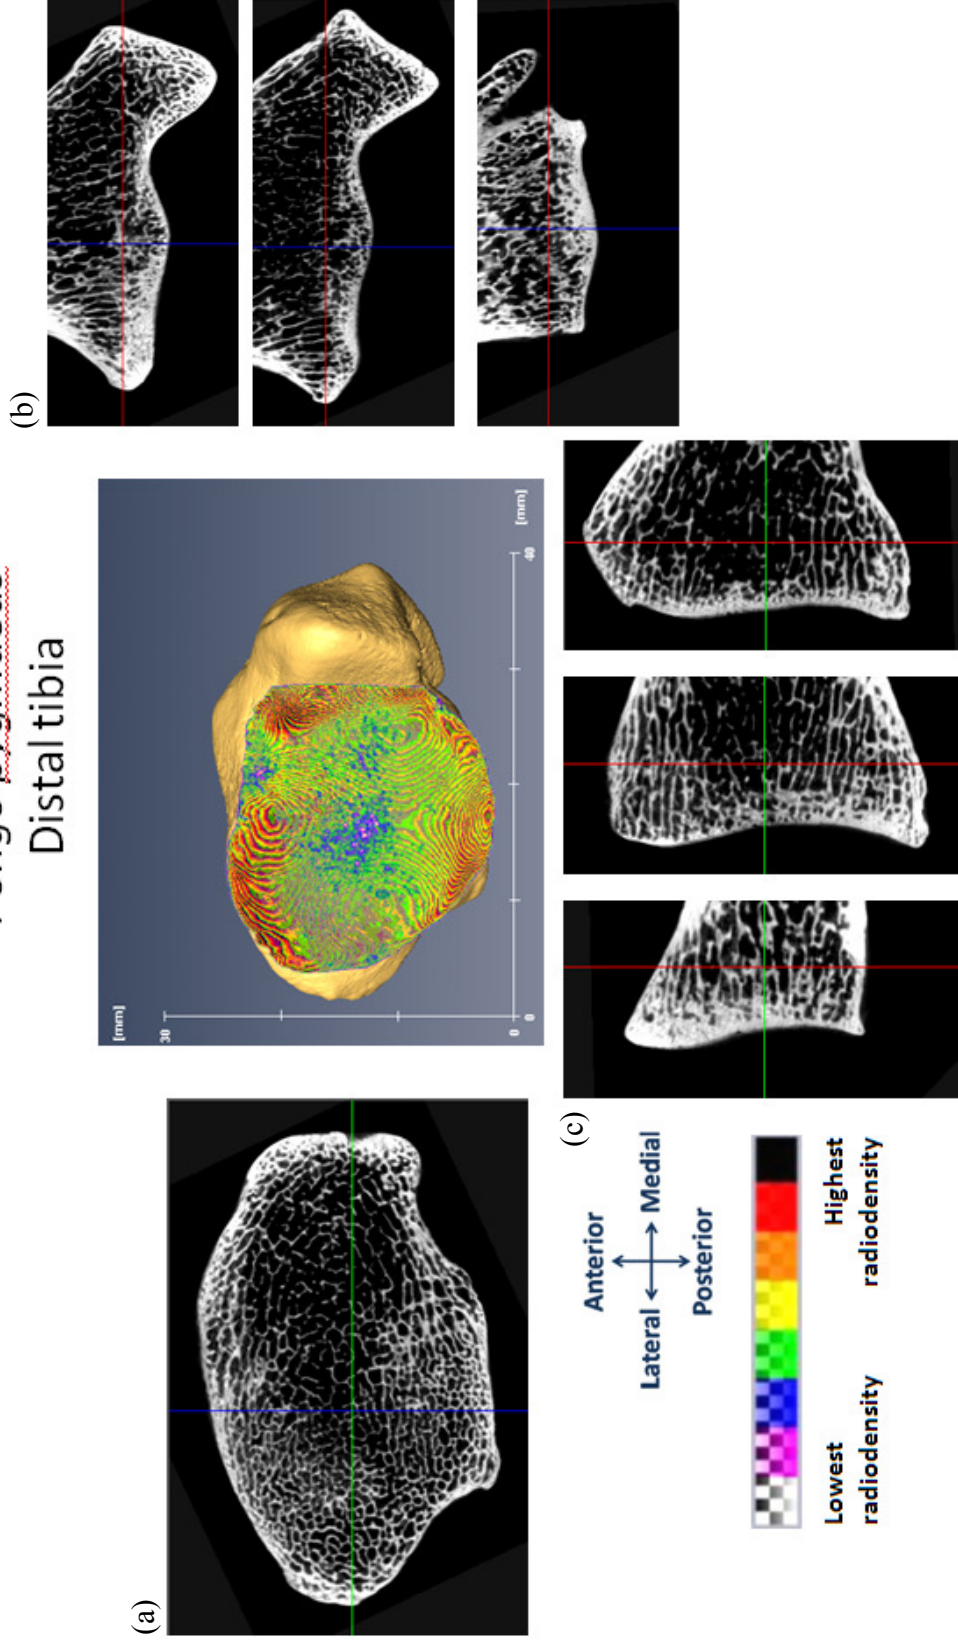 Distal tibia
(a)
[mm]
30
0
0
40
[mm]
(b)
(c)
Anterior
Lateral
Medial
Posterior
Lowest
radiodensity
Highest
radiodensity